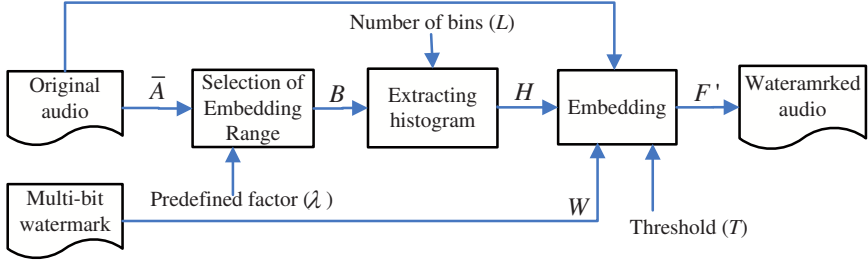 Number of bins (L)
Original
audio
A̅
Selection of
Embedding
Range
B
Extracting
histogram
H
Embedding
F '
Wateramrked
audio
Multi-bit
watermark
Predefined factor (λ )
W
Threshold (T)